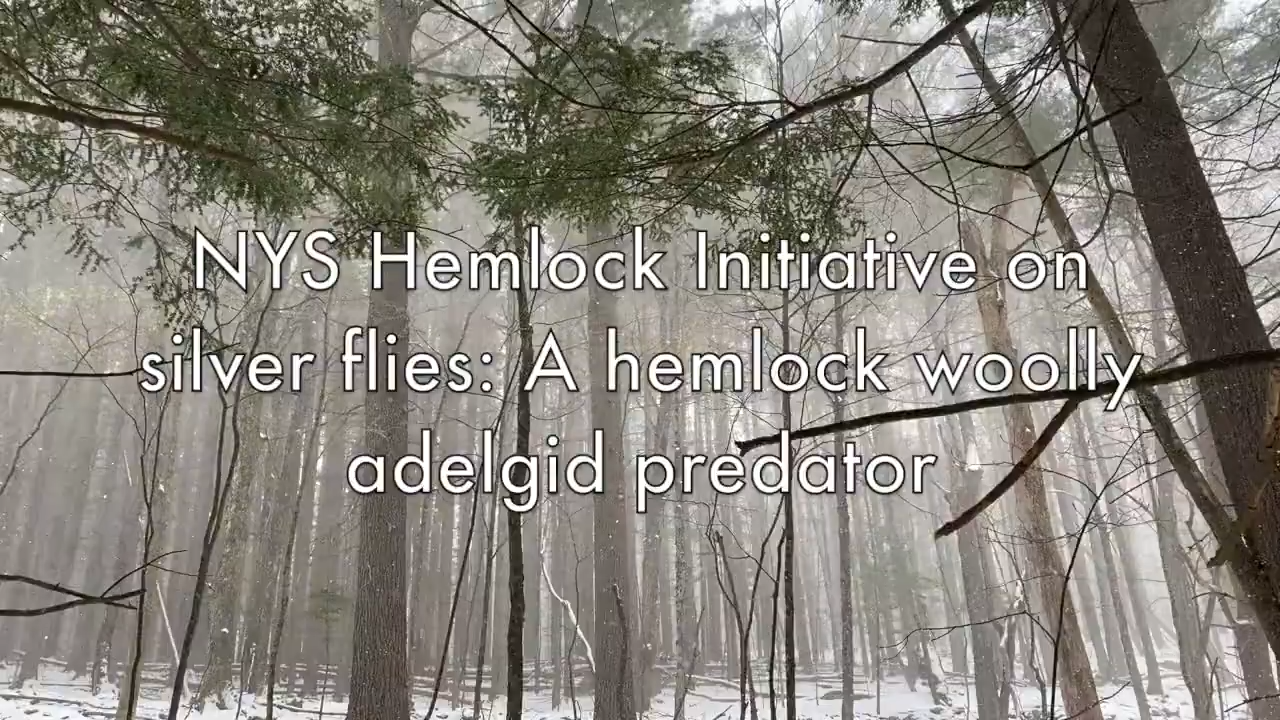 NYS Hemlock Initiative on
silver flies: A hemlock woolly
adelgid predator